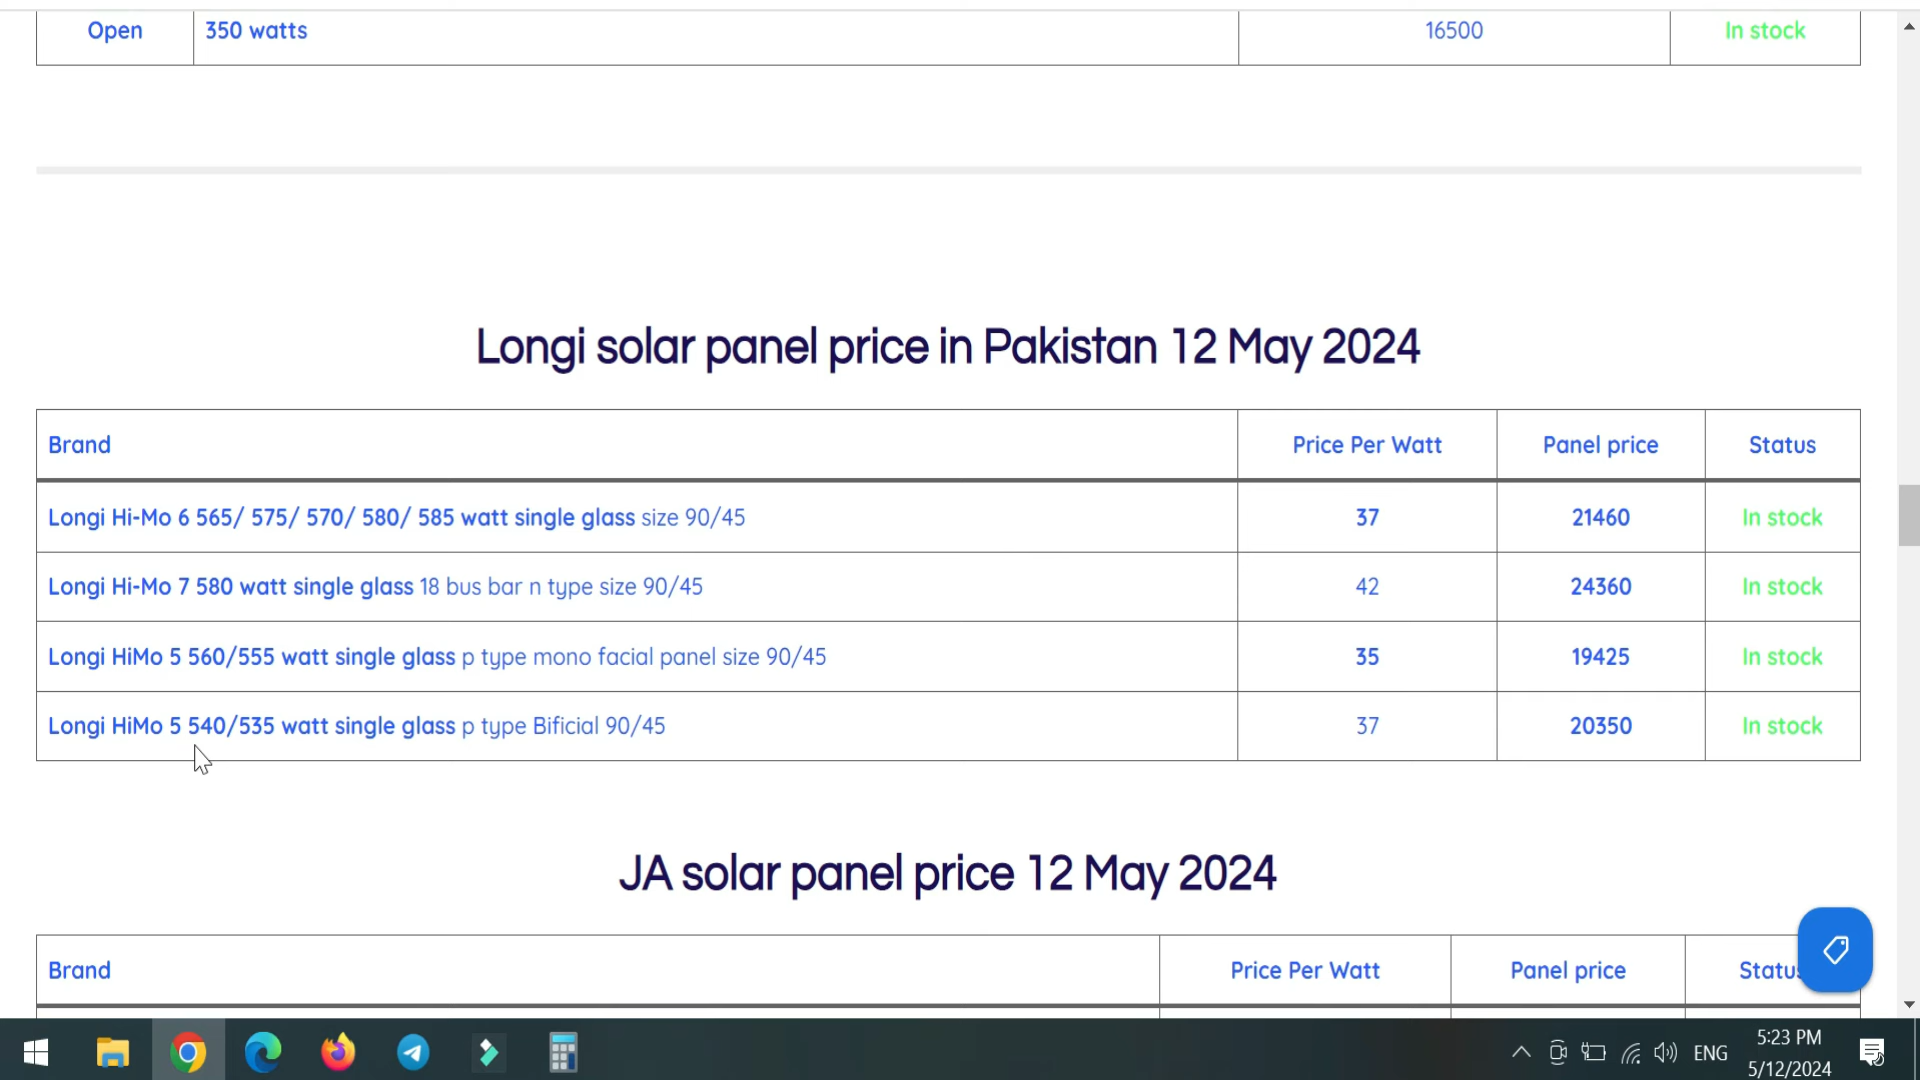 Open 350 watts 16500 In stock
Longi solar panel price in Pakistan 12 May 2024
Brand Price Per Watt Panel price Status
Longi Hi-Mo 6 565/ 575/ 570/ 580/ 585 watt single glass size 90/45 37 21460 In stock
Longi Hi-Mo 7 580 watt single glass 18 bus bar n type size 90/45 42 24360 In stock
Longi HiMo 5 560/555 watt single glass p type mono facial panel size 90/45 35 19425 In stock
Longi HiMo 5 540/535 watt single glass p type Bificial 90/45 37 20350 In stock
JA solar panel price 12 May 2024
Brand Price Per Watt Panel price Statu
ENG 5:23 PM
5/12/2024